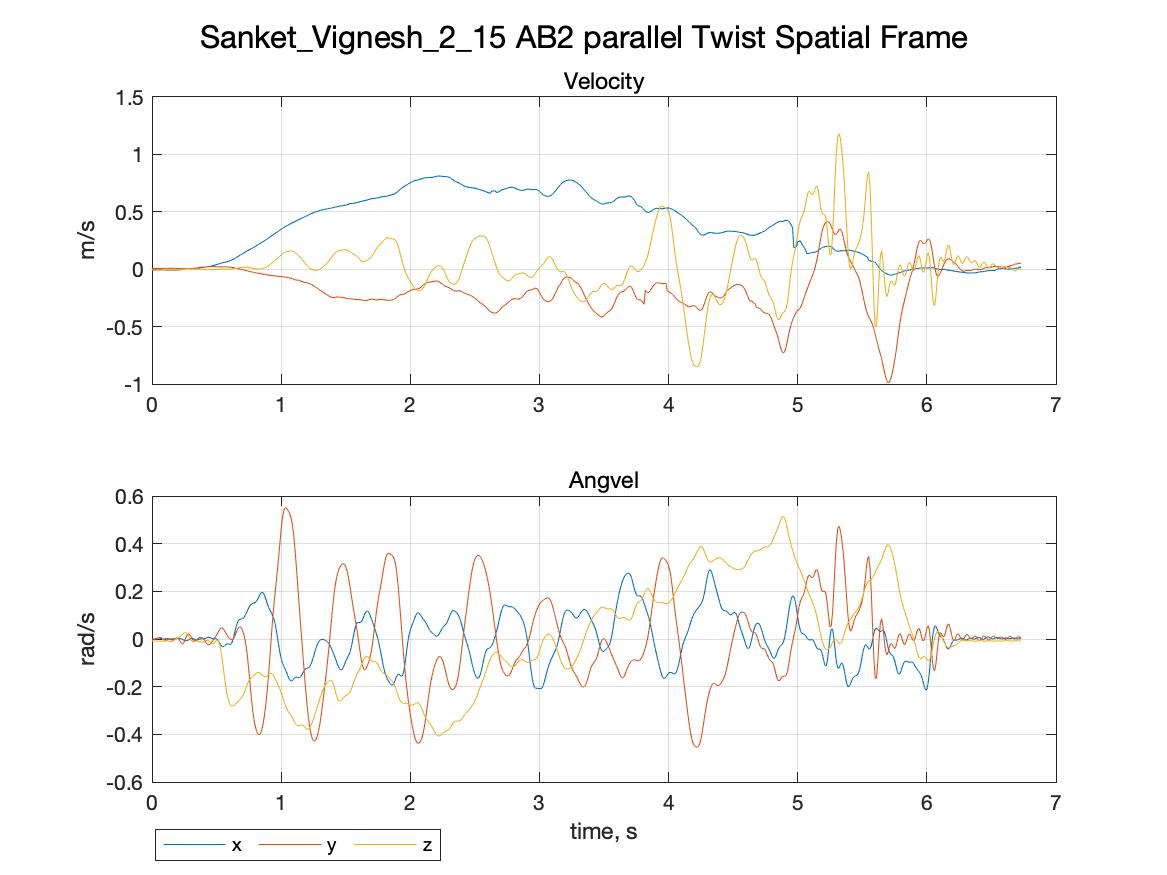 Sanket_Vignesh_2_15 AB2 parallel Twist Spatial Frame
Velocity
1.5
1
0.5
0
-0.5
-1
m/s
0 1 2 3 4 5 6 7
Angvel
0.6
0.4
0.2
0
-0.2
-0.4
-0.6
rad/s
0 1 2 3 4 5 6 7
time, s
x y z